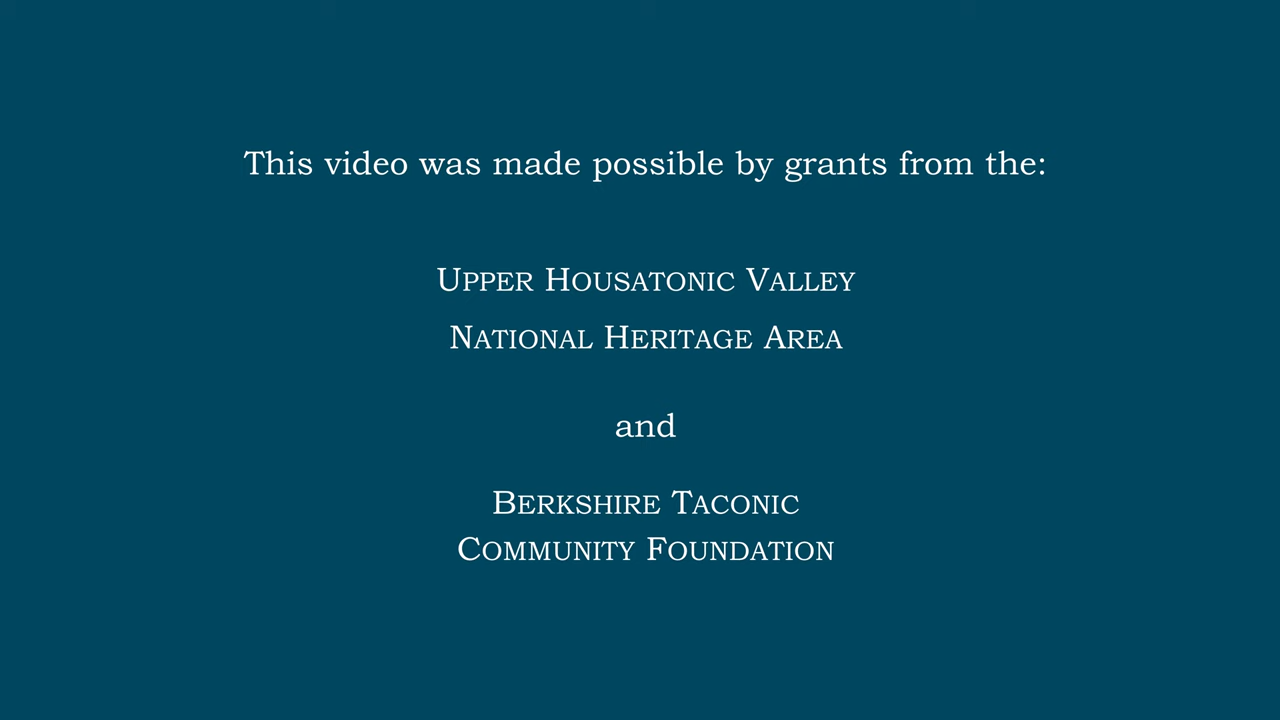 This video was made possible by grants from the:
UPPER HOUSATONIC VALLEY
NATIONAL HERITAGE AREA
and
BERKSHIRE TACONIC
COMMUNITY FOUNDATION